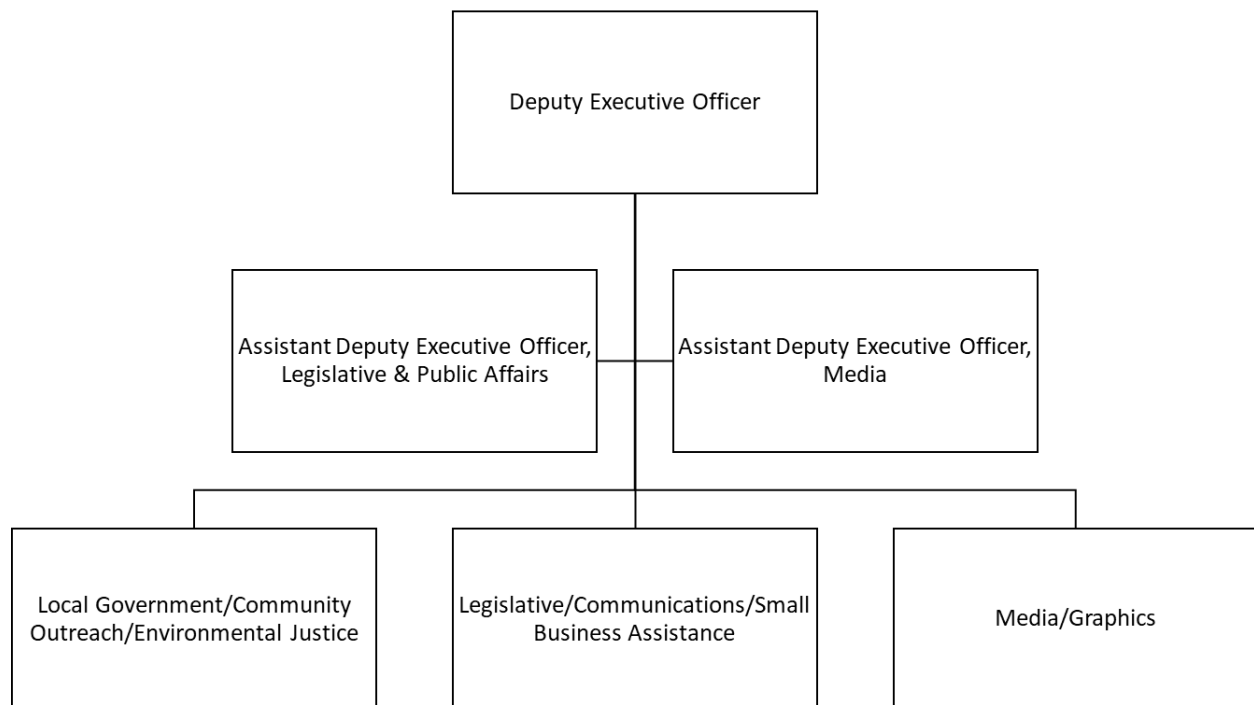 Deputy Executive Officer
Assistant Deputy Executive Officer,
Legislative & Public Affairs
Assistant Deputy Executive Officer,
Media
Local Government/Community
Outreach/Environmental Justice
Legislative/Communications/Small
Business Assistance
Media/Graphics